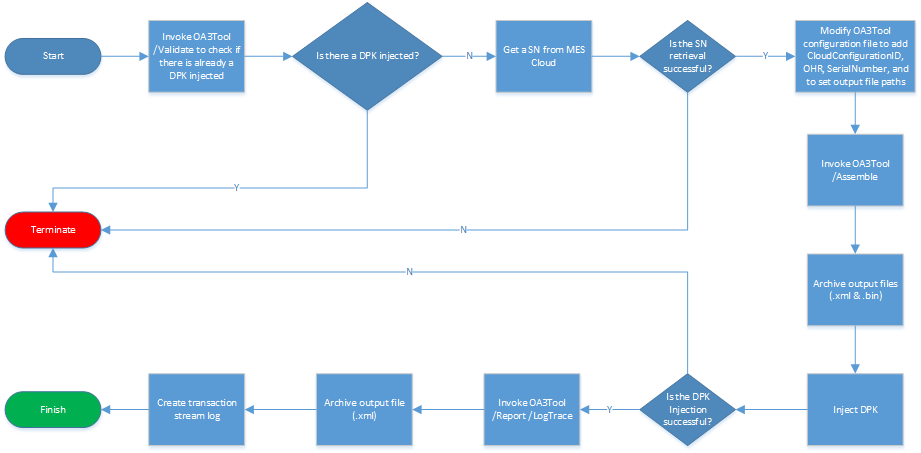 Start
Invoke OA3Tool
/Validate to check if
there is already a
DPK injected
Is there a DPK injected?
N
Get a SN from MES
Cloud
Is the SN
retrieval
successful?
Y
Modify OA3Tool
configuration file to add
CloudConfigurationID,
OHR, SerialNumber, and
to set output file paths
Invoke OA3Tool
/Assemble
Y
Terminate
N
N
Archive output files
(.xml & .bin)
Finish
Create transaction
stream log
Archive output file
(.xml)
Invoke OA3Tool
/Report /LogTrace
Y
Is the DPK
Injection
successful?
Inject DPK